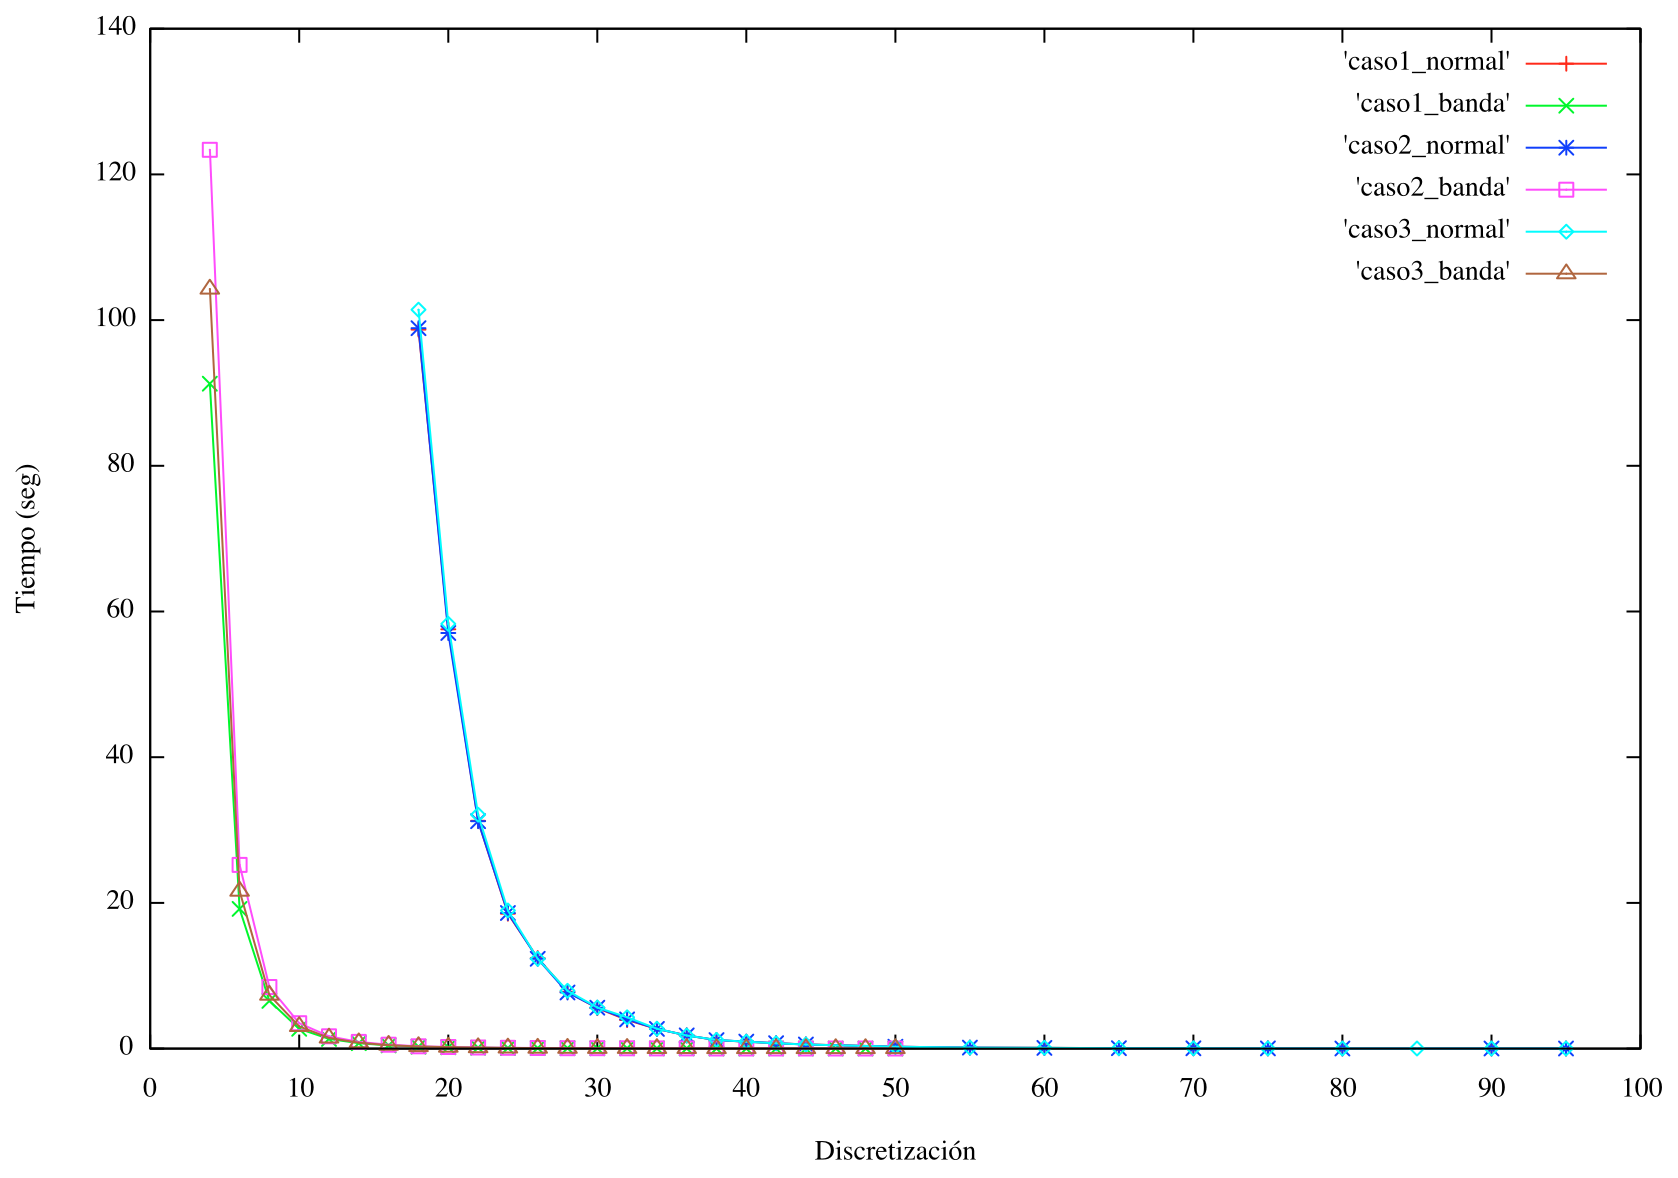 140
120
100
80
60
40
20
0
0 10 20 30 40 50 60 70 80 90 100
Tiempo (seg)
Discretización
'caso1_normal'
'caso1_banda'
'caso2_normal'
'caso2_banda'
'caso3_normal'
'caso3_banda'